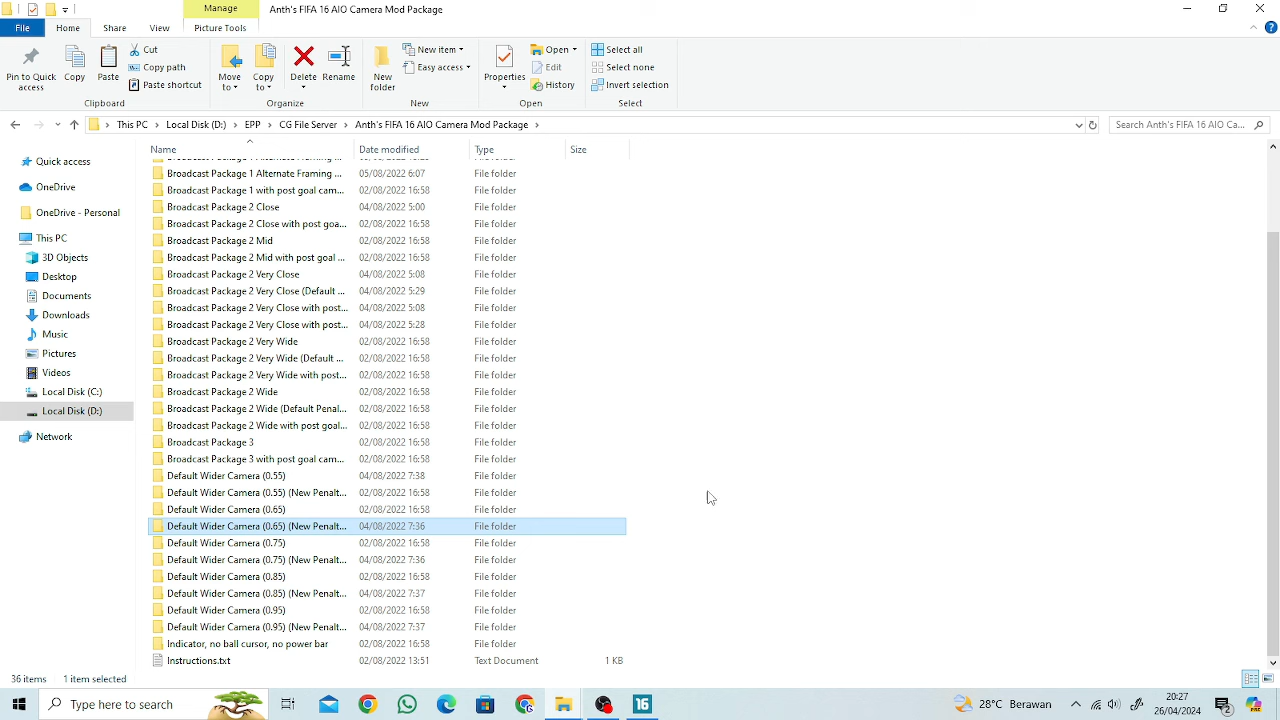 Manage
Anth's FIFA 16 AIO Camera Mod Package
File
Home
Share
View
Picture Tools
Pin to Quick access
Copy
Paste
Cut
Copy path
Paste shortcut
Clipboard
Move to
Copy to
Delete
Rename
Organize
New folder
New item
Easy access
New
Properties
Open
Edit
History
Open
Select all
Select none
Invert selection
Select
This PC > Local Disk (D:) > EPP > CG File Server > Anth's FIFA 16 AIO Camera Mod Package >
Search Anth's FIFA 16 AIO Ca...
Name
Date modified
Type
Size
Quick access
OneDrive
OneDrive - Personal
This PC
3D Objects
Desktop
Documents
Downloads
Music
Pictures
Videos
Local Disk (C:)
Local Disk (D:)
Network
Broadcast Package 1 Alternate Framing ... 05/08/2022 6:07 File folder
Broadcast Package 1 with post goal cam... 02/08/2022 16:58 File folder
Broadcast Package 2 Close 04/08/2022 5:00 File folder
Broadcast Package 2 Close with post goa... 02/08/2022 16:58 File folder
Broadcast Package 2 Mid 02/08/2022 16:58 File folder
Broadcast Package 2 Mid with post goal ... 02/08/2022 16:58 File folder
Broadcast Package 2 Very Close 04/08/2022 5:08 File folder
Broadcast Package 2 Very Close (Default ... 04/08/2022 5:29 File folder
Broadcast Package 2 Very Close with post... 04/08/2022 5:08 File folder
Broadcast Package 2 Very Close with post... 04/08/2022 5:28 File folder
Broadcast Package 2 Very Wide 02/08/2022 16:58 File folder
Broadcast Package 2 Very Wide (Default ... 02/08/2022 16:58 File folder
Broadcast Package 2 Very Wide with post... 02/08/2022 16:58 File folder
Broadcast Package 2 Wide 02/08/2022 16:58 File folder
Broadcast Package 2 Wide (Default Penal... 02/08/2022 16:58 File folder
Broadcast Package 2 Wide with post goal... 02/08/2022 16:58 File folder
Broadcast Package 3 02/08/2022 16:58 File folder
Broadcast Package 3 with post goal cam... 02/08/2022 16:58 File folder
Default Wider Camera (0.55) 04/08/2022 7:38 File folder
Default Wider Camera (0.55) (New Penalt... 02/08/2022 16:58 File folder
Default Wider Camera (0.65) 02/08/2022 16:58 File folder
Default Wider Camera (0.65) (New Penalt... 04/08/2022 7:36 File folder
Default Wider Camera (0.75) 02/08/2022 16:58 File folder
Default Wider Camera (0.75) (New Penalt... 04/08/2022 7:36 File folder
Default Wider Camera (0.85) 02/08/2022 16:58 File folder
Default Wider Camera (0.85) (New Penalt... 04/08/2022 7:37 File folder
Default Wider Camera (0.95) 02/08/2022 16:58 File folder
Default Wider Camera (0.95) (New Penalt... 04/08/2022 7:37 File folder
Indicator, no ball cursor, no power bar 02/08/2022 16:58 File folder
Instructions.txt 02/08/2022 13:51 Text Document 1 KB
36 items
1 item selected
Type here to search
16
28°C Berawan
20:27
26/04/2024
2